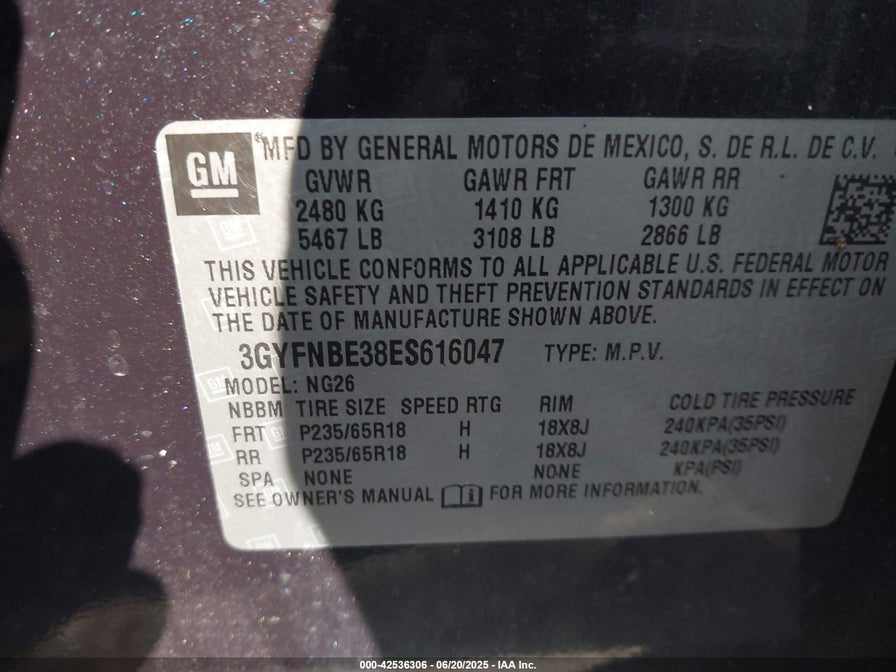 GM
MFD BY GENERAL MOTORS DE MEXICO, S. DE R.L. DE C.V.
GVWR GAWR FRT GAWR RR
2480 KG 1410 KG 1300 KG
5467 LB 3108 LB 2866 LB
THIS VEHICLE CONFORMS TO ALL APPLICABLE U.S. FEDERAL MOTOR
VEHICLE SAFETY AND THEFT PREVENTION STANDARDS IN EFFECT ON
THE DATE OF MANUFACTURE SHOWN ABOVE.
3GYFNBE38ES616047 TYPE: M.P.V.
MODEL: NG26
NBBM TIRE SIZE SPEED RTG RIM COLD TIRE PRESSURE
FRT P235/65R18 H 18X8J 240KPA(35PSI)
RR P235/65R18 H 18X8J 240KPA(35PSI)
SPA NONE NONE KPA(PSI)
SEE OWNER'S MANUAL i FOR MORE INFORMATION.
000-42536306 - 06/20/2025 - IAA Inc.